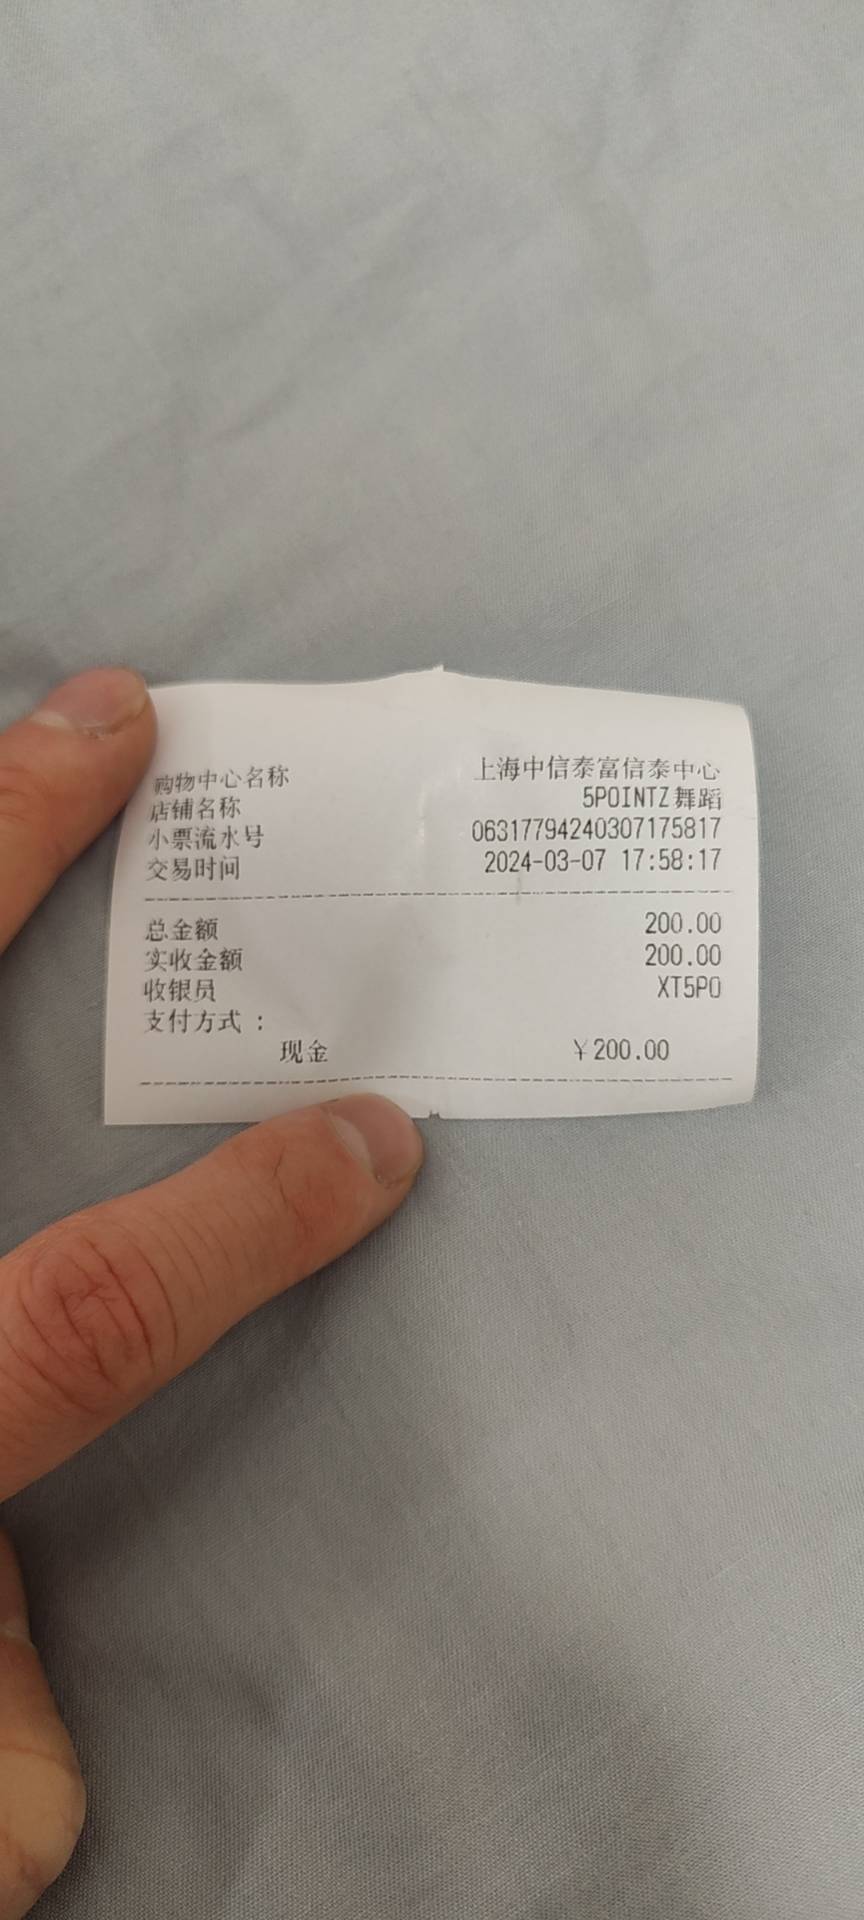 购物中心名称 上海中信泰富信泰中心
店铺名称 5POINTZ舞蹈
小票流水号 06317794240307175817
交易时间 2024-03-07 17:58:17
总金额 200.00
实收金额 200.00
收银员 XT5PO
支付方式：
现金 ￥200.00